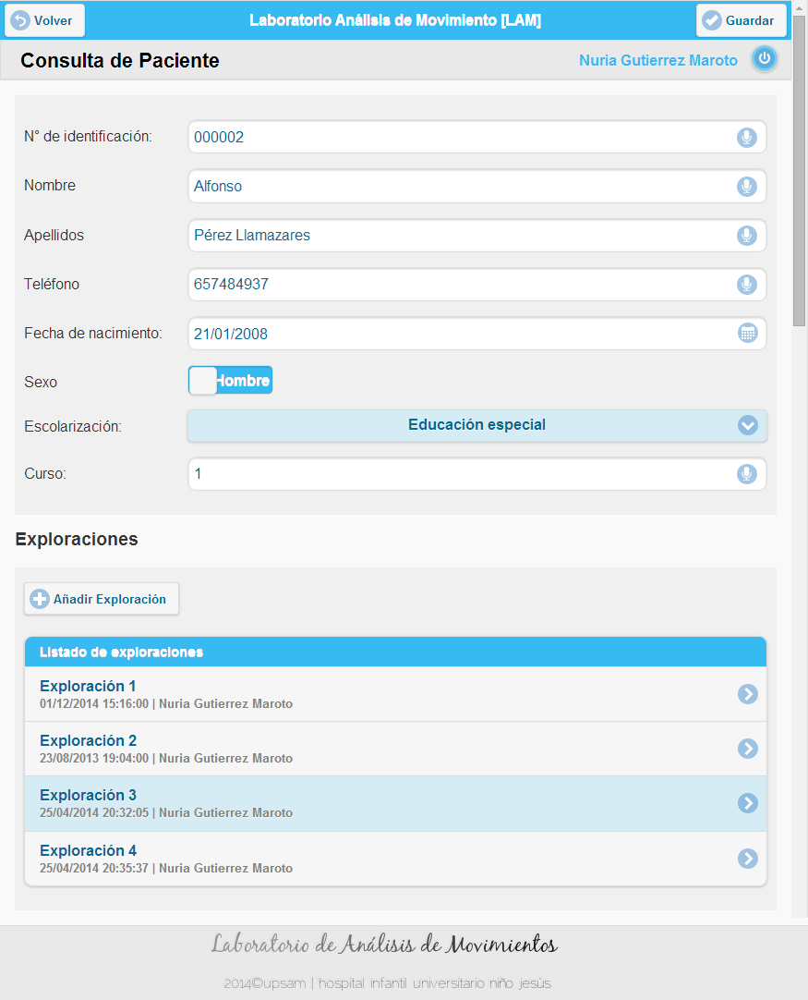 Volver Laboratorio Análisis de Movimiento [LAM] Guardar
Consulta de Paciente Nuria Gutierrez Maroto
N° de identificación: 000002
Nombre Alfonso
Apellidos Pérez Llamazares
Teléfono 657484937
Fecha de nacimiento: 21/01/2008
Sexo Hombre
Escolarización: Educación especial
Curso: 1
Exploraciones
Añadir Exploración
Listado de exploraciones
Exploración 1
01/12/2014 15:16:00 | Nuria Gutierrez Maroto
Exploración 2
23/08/2013 19:04:00 | Nuria Gutierrez Maroto
Exploración 3
25/04/2014 20:32:05 | Nuria Gutierrez Maroto
Exploración 4
25/04/2014 20:35:37 | Nuria Gutierrez Maroto
Laboratorio de Análisis de Movimientos
2014©upsam | hospital infantil universitario niño jesús